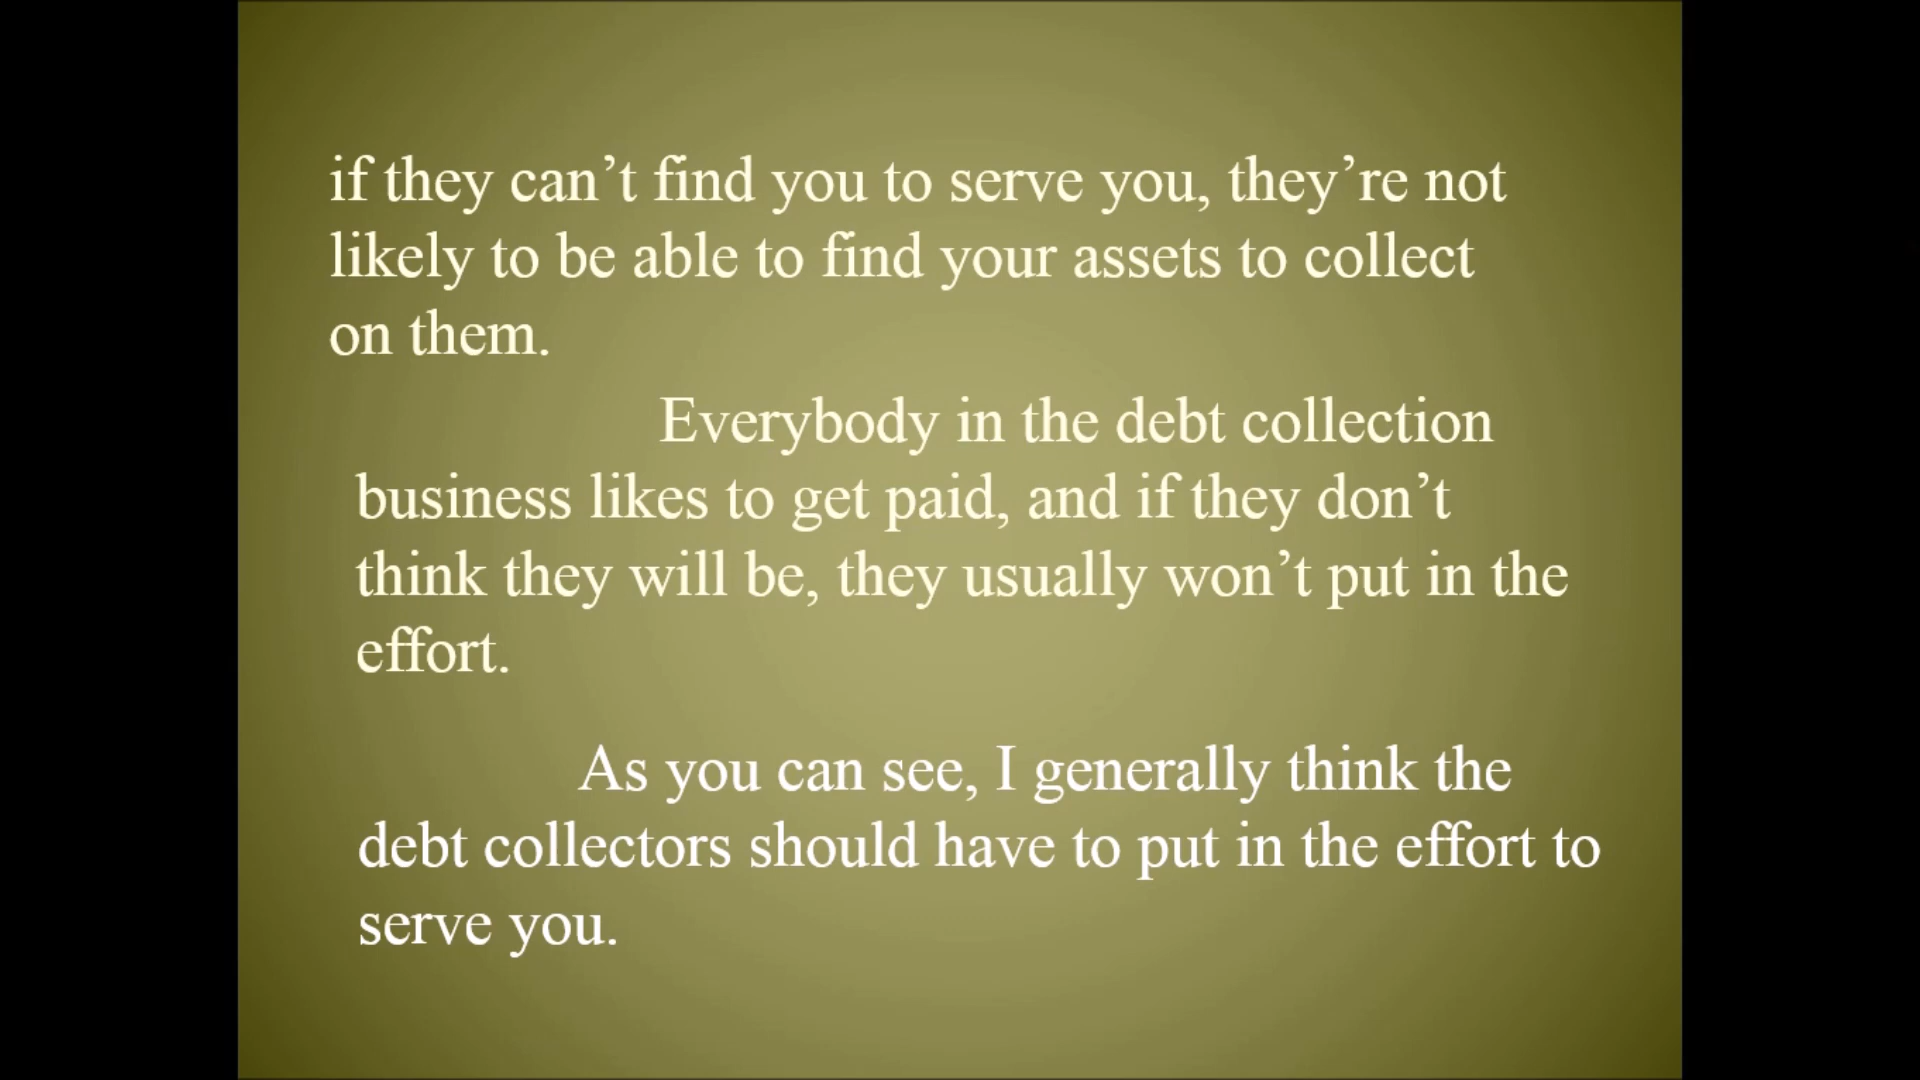 if they can’t find you to serve you, they’re not
likely to be able to find your assets to collect
on them.
Everybody in the debt collection
business likes to get paid, and if they don’t
think they will be, they usually won’t put in the
effort.
As you can see, I generally think the
debt collectors should have to put in the effort to
serve you.